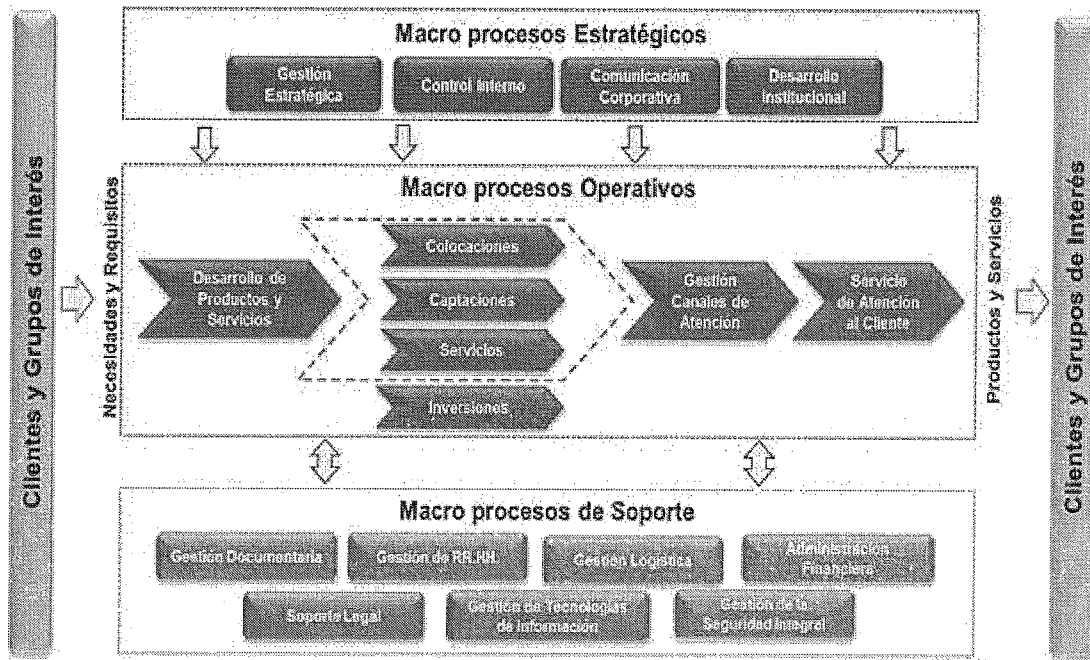 Clientes y Grupos de Interés
Macro procesos Estratégicos
Gestión
Estratégica
Control Interno
Comunicación
Corporativa
Desarrollo
Institucional
Necesidades y Requisitos
Macro procesos Operativos
Desarrollo de
Productos y
Servicios
Colocaciones
Captaciones
Servicios
Inversiones
Gestión
Canales de
Atención
Servicio
de Atención
al Cliente
Productos y Servicios
Clientes y Grupos de Interés
Macro procesos de Soporte
Gestión Documentaria
Gestión de RR.HH.
Gestión Logística
Administración
Financiera
Soporte Legal
Gestión de Tecnologías
de Información
Gestión de la
Seguridad Integral